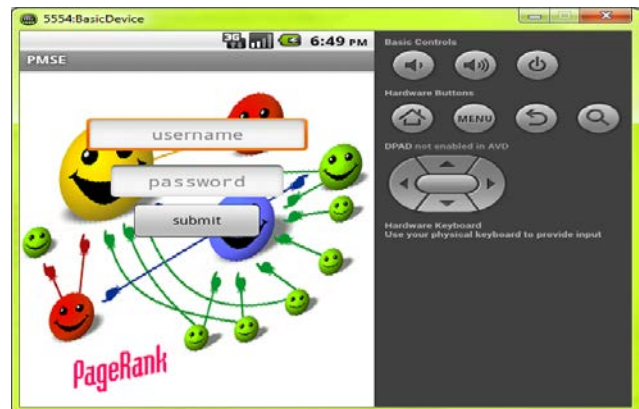 5554:BasicDevice
3G 6:49 PM
PMSE
username
password
submit
PageRank
Basic Controls
Hardware Buttons
MENU
DPAD not enabled in AVD
Hardware Keyboard
Use your physical keyboard to provide input